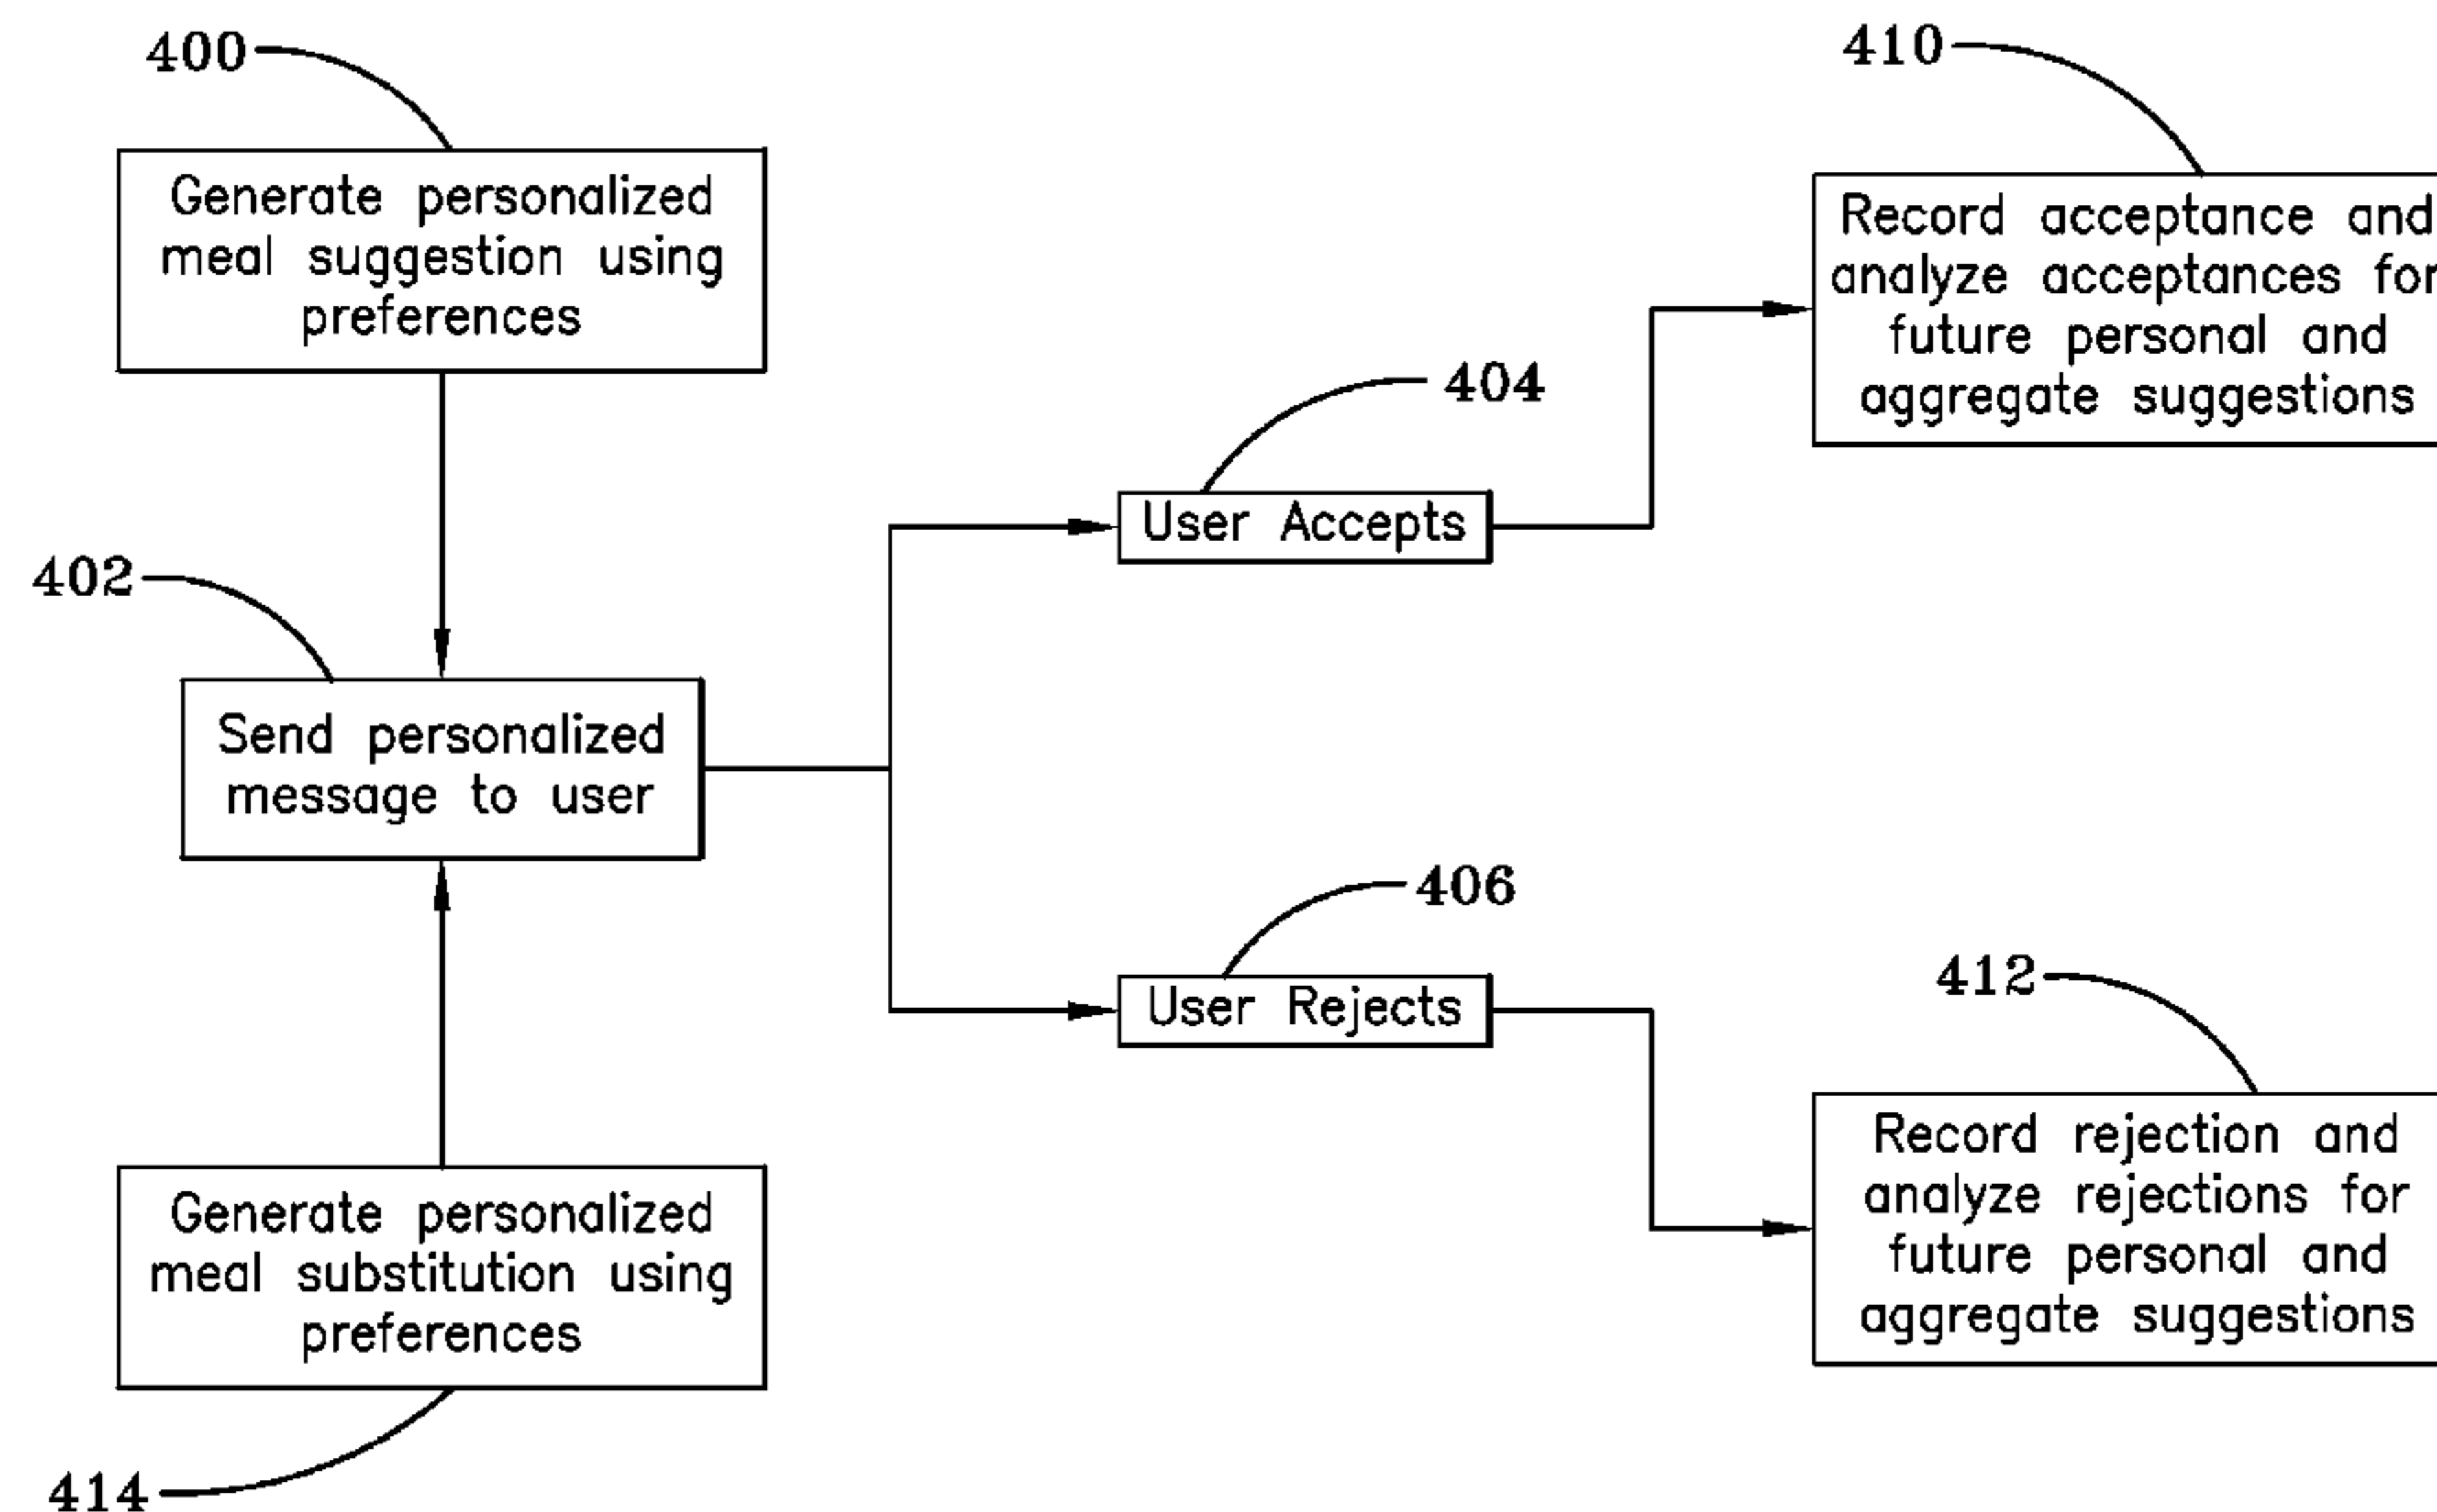 400
Generate personalized
meal suggestion using
preferences
402
Send personalized
message to user
Generate personalized
meal substitution using
preferences
414
404
User Accepts
406
User Rejects
410
Record acceptance and
analyze acceptances for
future personal and
aggregate suggestions
412
Record rejection and
analyze rejections for
future personal and
aggregate suggestions